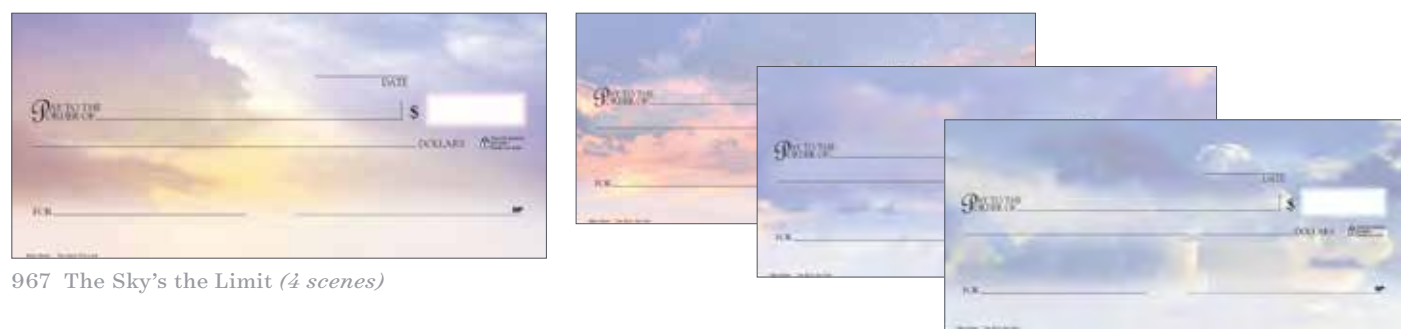 DATE
PAY TO THE
ORDER OF
$
DOLLARS
FOR
967 The Sky's the Limit (4 scenes)
PAY TO THE
ORDER OF
FOR
PAY TO THE
ORDER OF
FOR
DATE
PAY TO THE
ORDER OF
$
DOLLARS
FOR